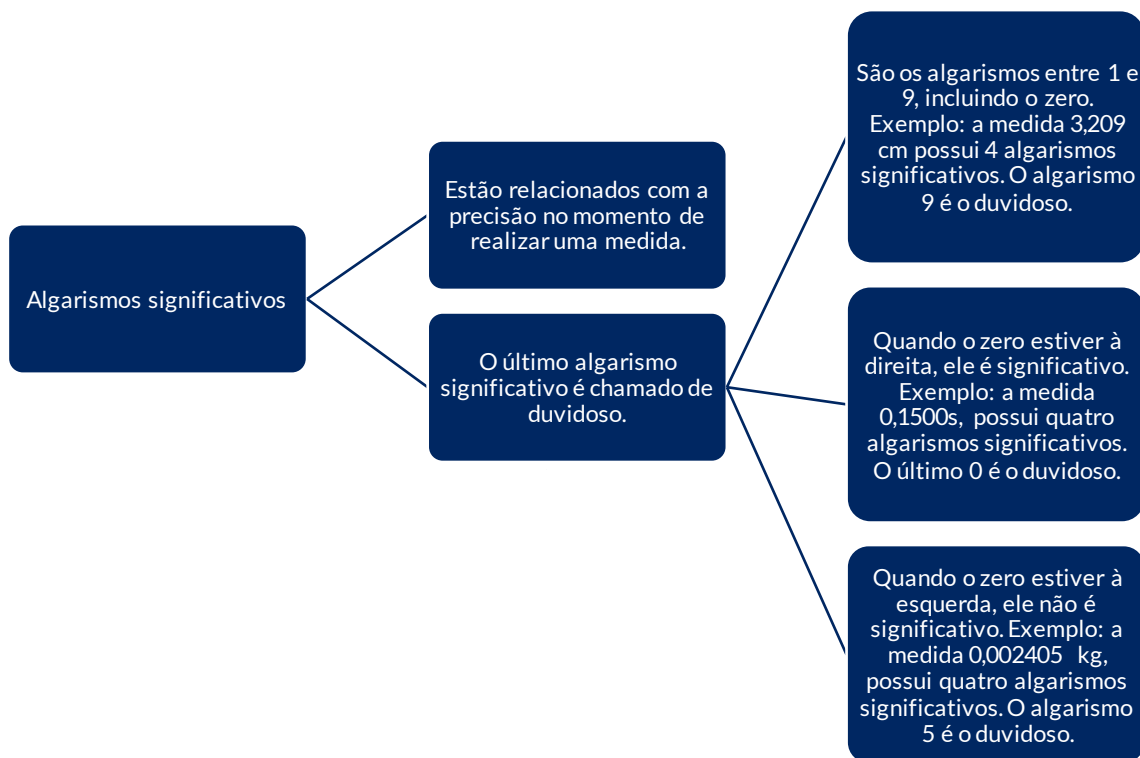 Algarismos significativos
Estão relacionados com a
precisão no momento de
realizar uma medida.
O último algarismo
significativo é chamado de
duvidoso.
São os algarismos entre 1 e
9, incluindo o zero.
Exemplo: a medida 3,209
cm possui 4 algarismos
significativos. O algarismo
9 é o duvidoso.
Quando o zero estiver à
direita, ele é significativo.
Exemplo: a medida
0,1500s, possui quatro
algarismos significativos.
O último 0 é o duvidoso.
Quando o zero estiver à
esquerda, ele não é
significativo. Exemplo: a
medida 0,002405 kg,
possui quatro algarismos
significativos. O algarismo
5 é o duvidoso.